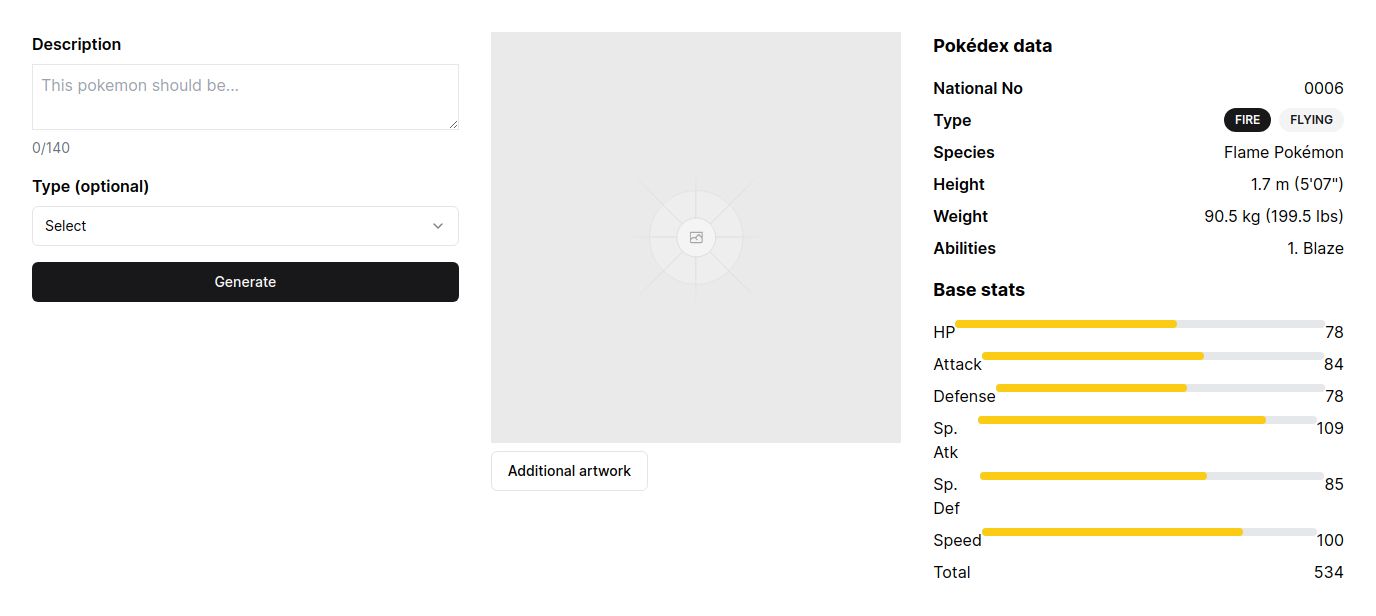 Description
This pokemon should be...
0/140
Type (optional)
Select
Generate
Additional artwork
Pokédex data
National No 0006
Type FIRE FLYING
Species Flame Pokémon
Height 1.7 m (5'07")
Weight 90.5 kg (199.5 lbs)
Abilities 1. Blaze
Base stats
HP 78
Attack 84
Defense 78
Sp. Atk 109
Sp. Def 85
Speed 100
Total 534